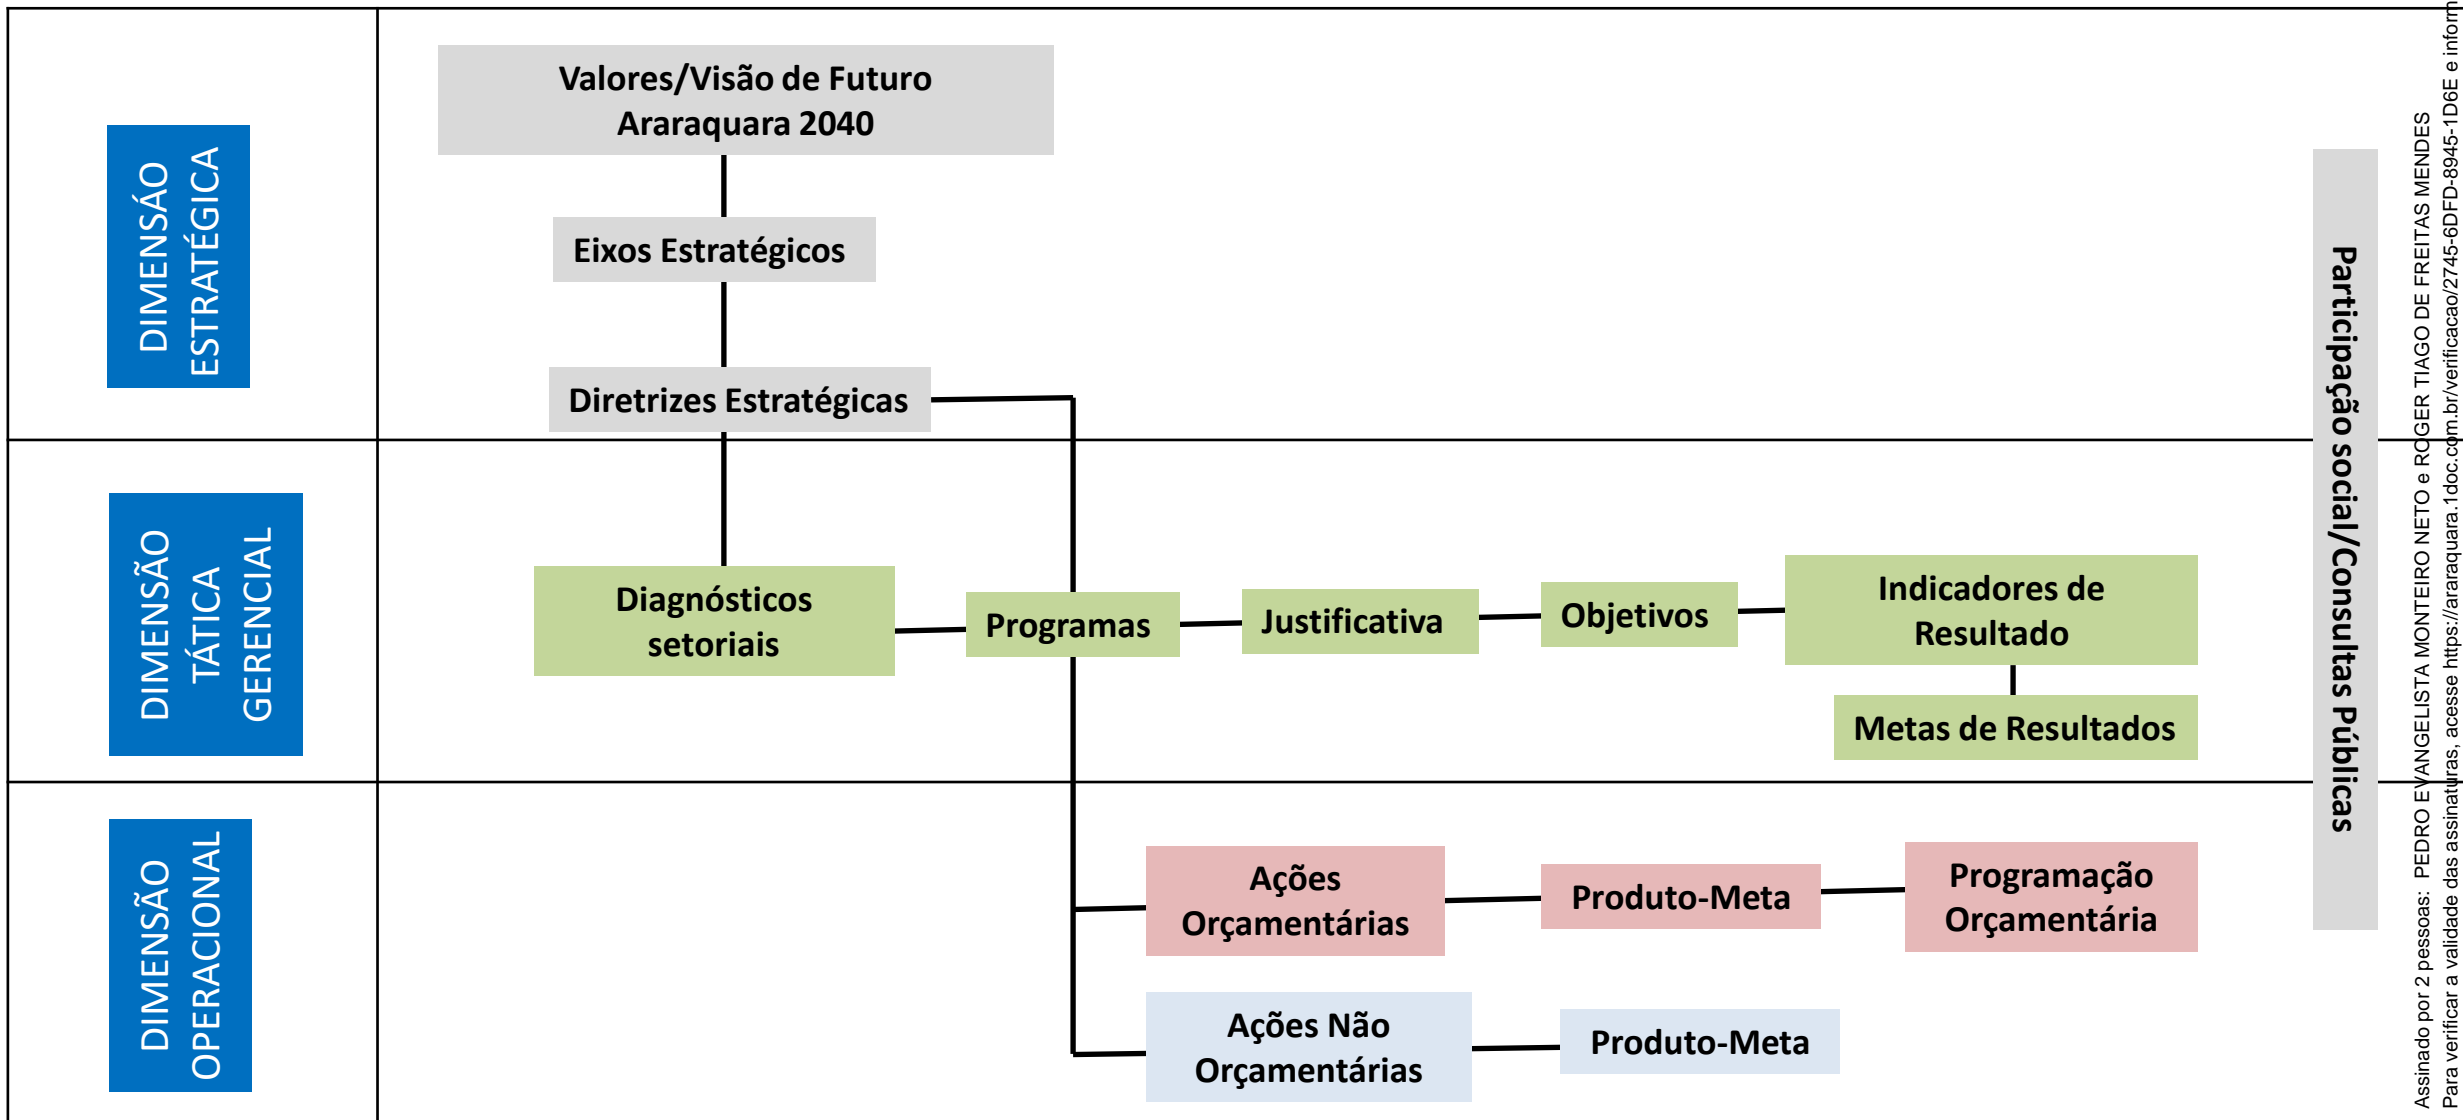 DIMENSÁO
ESTRATÉGICA
Valores/Visão de Futuro
Araraquara 2040
Eixos Estratégicos
Diretrizes Estratégicas
DIMENSÃO
TÁTICA
GERENCIAL
Diagnósticos
setoriais
Programas
Justificativa
Objetivos
Indicadores de
Resultado
Metas de Resultados
DIMENSÃO
OPERACIONAL
Ações
Orçamentárias
Produto-Meta
Programação
Orçamentária
Ações Não
Orçamentárias
Produto-Meta
Participação social/Consultas Públicas
Assinado por 2 pessoas: PEDRO EVANGELISTA MONTEIRO NETO e ROGER TIAGO DE FREITAS MENDES
Para verificar a validade das assinaturas, acesse https://araraquara.1doc.com.br/verificacao/2745-6DFD-8945-1D6E e inform